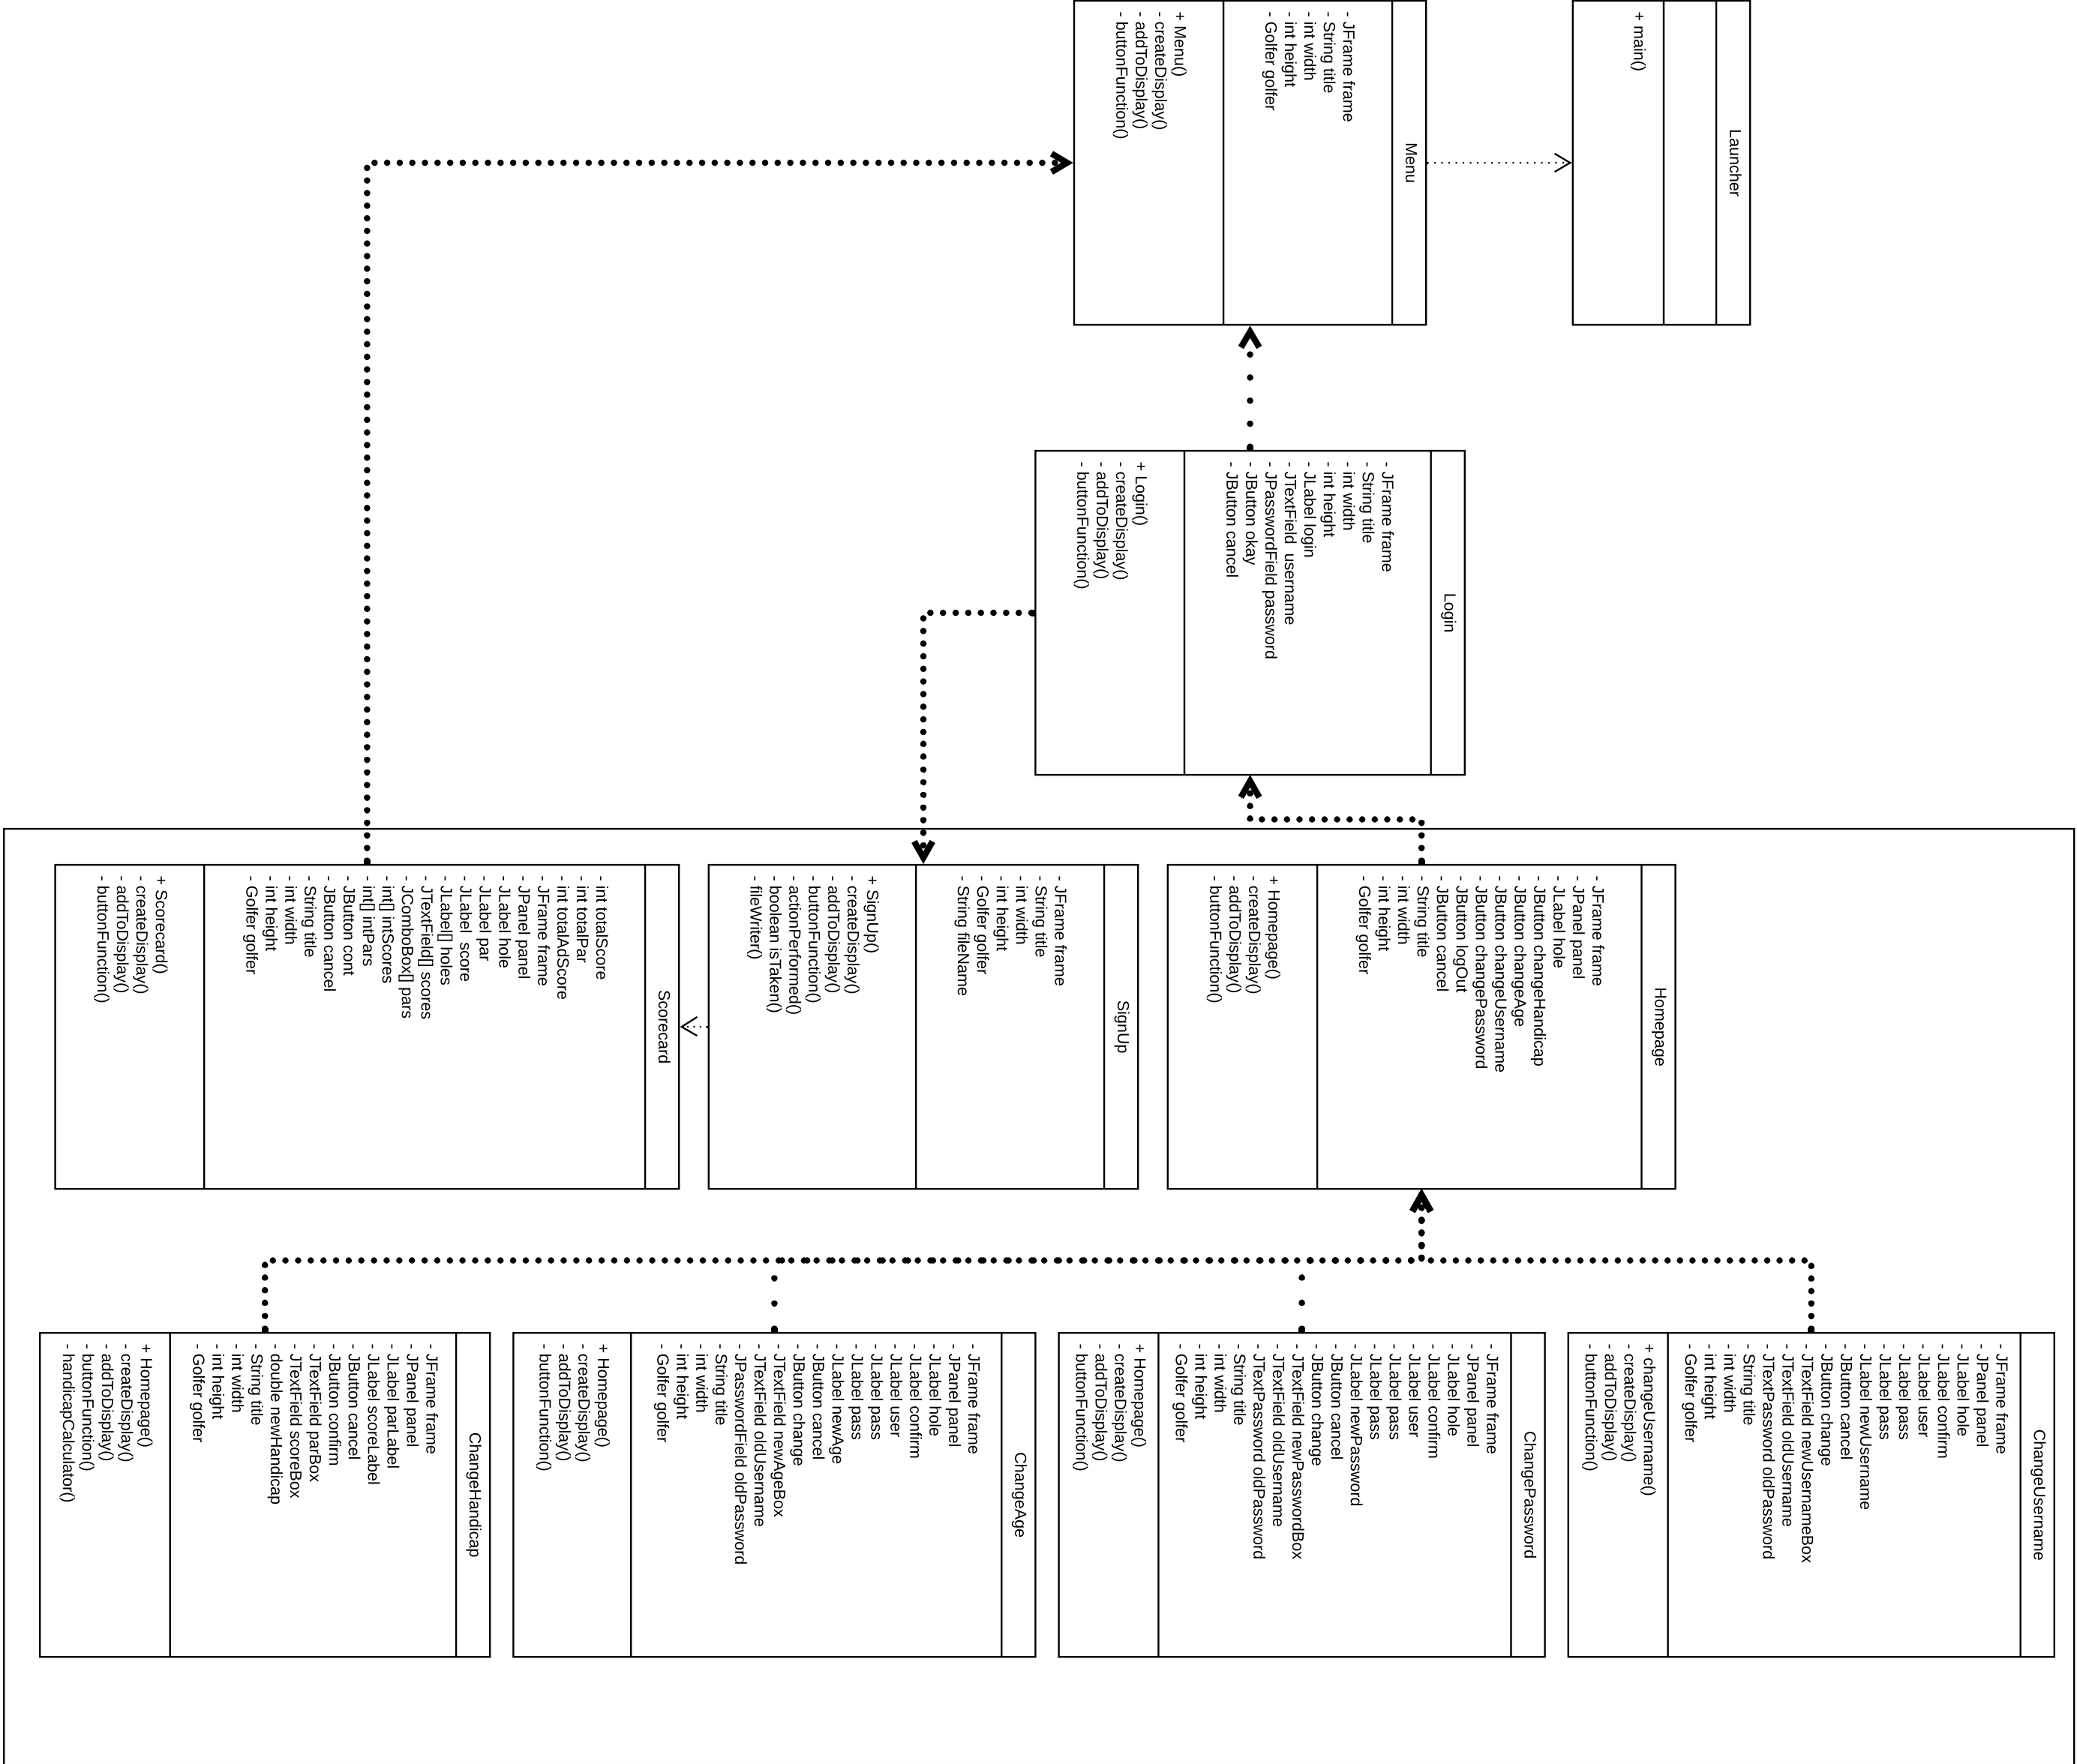 Launcher
+ main()
Menu
- JFrame frame
- String title
- int width
- int height
- Golfer golfer
+ Menu()
- createDisplay()
- addToDisplay()
- buttonFunction()
Login
- JFrame frame
- String title
- int width
- int height
- JLabel login
- JTextField  username
- JPasswordField password
- JButton okay
- JButton cancel
+ Login()
- createDisplay()
- addToDisplay()
- buttonFunction()
Homepage
- JFrame frame
- JPanel panel
- JLabel hole
- JButton changeHandicap
- JButton changeAge
- JButton changeUsername
- JButton changePassword
- JButton logOut
- JButton cancel
- String title
- int width
- int height
- Golfer golfer
+ Homepage()
- createDisplay()
- addToDisplay()
- buttonFunction()
SignUp
- JFrame frame
- String title
- int width
- int height
- Golfer golfer
- String fileName
+ SignUp()
- createDisplay()
- addToDisplay()
- buttonFunction()
- actionPerformed()
- boolean isTaken()
- fileWriter()
Scorecard
- int totalScore
- int totalPar
- int totalAdScore
- JFrame frame
- JPanel panel
- JLabel hole
- JLabel par
- JLabel  score
- JLabel[] holes
- JTextField[] scores
- JComboBox[] pars
- int[] intScores
- int[] intPars
- JButton cont
- JButton cancel
- String title
- int width
- int height
- Golfer golfer
+ Scorecard()
- createDisplay()
- addToDisplay()
- buttonFunction()
ChangeUsername
- JFrame frame
- JPanel panel
- JLabel hole
- JLabel confirm
- JLabel user
- JLabel pass
- JLabel pass
- JLabel newUsername
- JButton cancel
- JButton change
- JTextField newUsernameBox
- JTextField oldUsername
- JTextPassword oldPassword
- String title
- int width
- int height
- Golfer golfer
+ changeUsername()
- createDisplay()
- addToDisplay()
- buttonFunction()
ChangePassword
- JFrame frame
- JPanel panel
- JLabel hole
- JLabel confirm
- JLabel user
- JLabel pass
- JLabel pass
- JLabel newPassword
- JButton cancel
- JButton change
- JTextField newPasswordBox
- JTextField oldUsername
- JTextPassword oldPassword
- String title
- int width
- int height
- Golfer golfer
+ Homepage()
- createDisplay()
- addToDisplay()
- buttonFunction()
ChangeAge
- JFrame frame
- JPanel panel
- JLabel hole
- JLabel confirm
- JLabel user
- JLabel pass
- JLabel pass
- JLabel newAge
- JButton cancel
- JButton change
- JTextField newAgeBox
- JTextField oldUsername
- JPasswordField oldPassword
- String title
- int width
- int height
- Golfer golfer
+ Homepage()
- createDisplay()
- addToDisplay()
- buttonFunction()
ChangeHandicap
- JFrame frame
- JPanel panel
- JLabel parLabel
- JLabel scoreLabel
- JButton cancel
- JButton confirm
- JTextField parBox
- JTextField scoreBox
- double newHandicap
- String title
- int width
- int height
- Golfer golfer
+ Homepage()
- createDisplay()
- addToDisplay()
- buttonFunction()
- handicapCalculator()